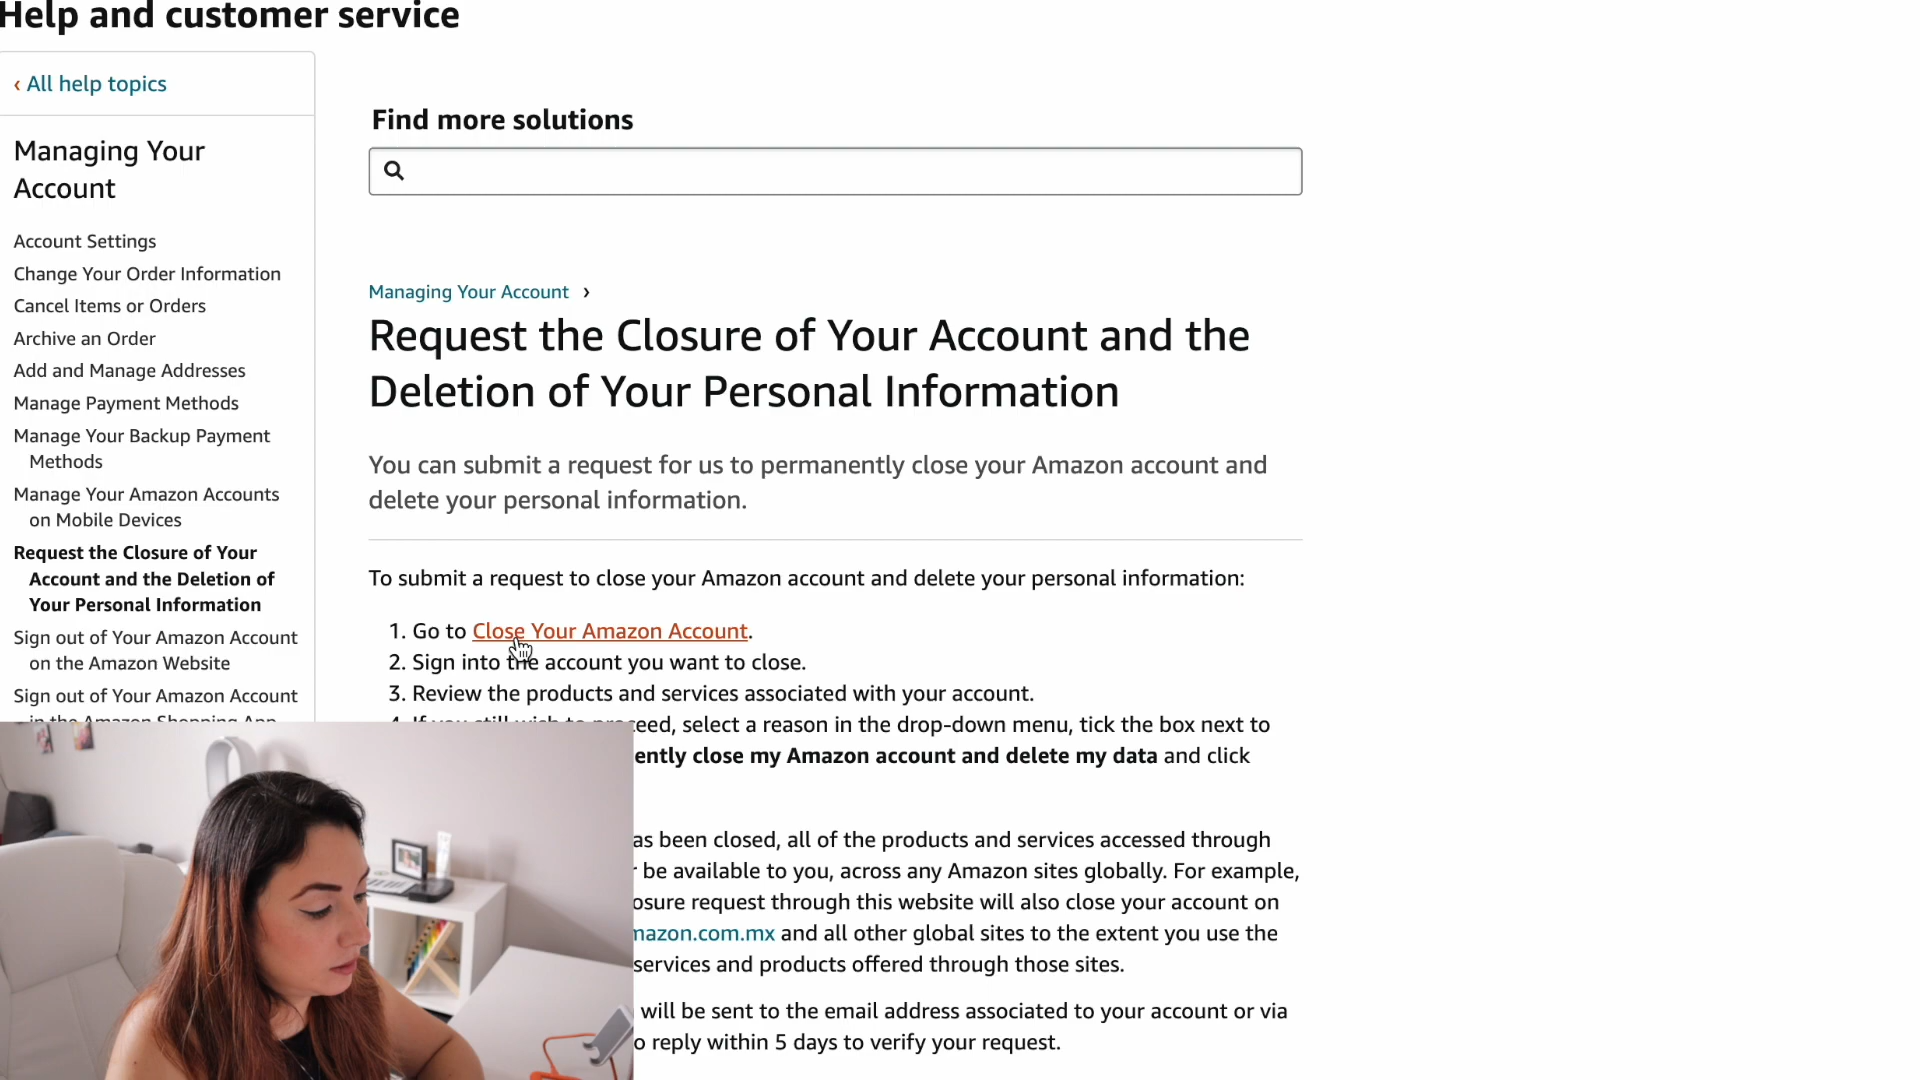 Help and customer service
‹ All help topics
Managing Your
Account
Account Settings
Change Your Order Information
Cancel Items or Orders
Archive an Order
Add and Manage Addresses
Manage Payment Methods
Manage Your Backup Payment
Methods
Manage Your Amazon Accounts
on Mobile Devices
Request the Closure of Your
Account and the Deletion of
Your Personal Information
Sign out of Your Amazon Account
on the Amazon Website
Sign out of Your Amazon Account
in the Amazon Shopping App
Find more solutions
Managing Your Account ›
Request the Closure of Your Account and the
Deletion of Your Personal Information
You can submit a request for us to permanently close your Amazon account and
delete your personal information.
To submit a request to close your Amazon account and delete your personal information:
1. Go to Close Your Amazon Account.
2. Sign into the account you want to close.
3. Review the products and services associated with your account.
4. If you still wish to proceed, select a reason in the drop-down menu, tick the box next to
ently close my Amazon account and delete my data and click
as been closed, all of the products and services accessed through
be available to you, across any Amazon sites globally. For example,
osure request through this website will also close your account on
mazon.com.mx and all other global sites to the extent you use the
services and products offered through those sites.
will be sent to the email address associated to your account or via
o reply within 5 days to verify your request.